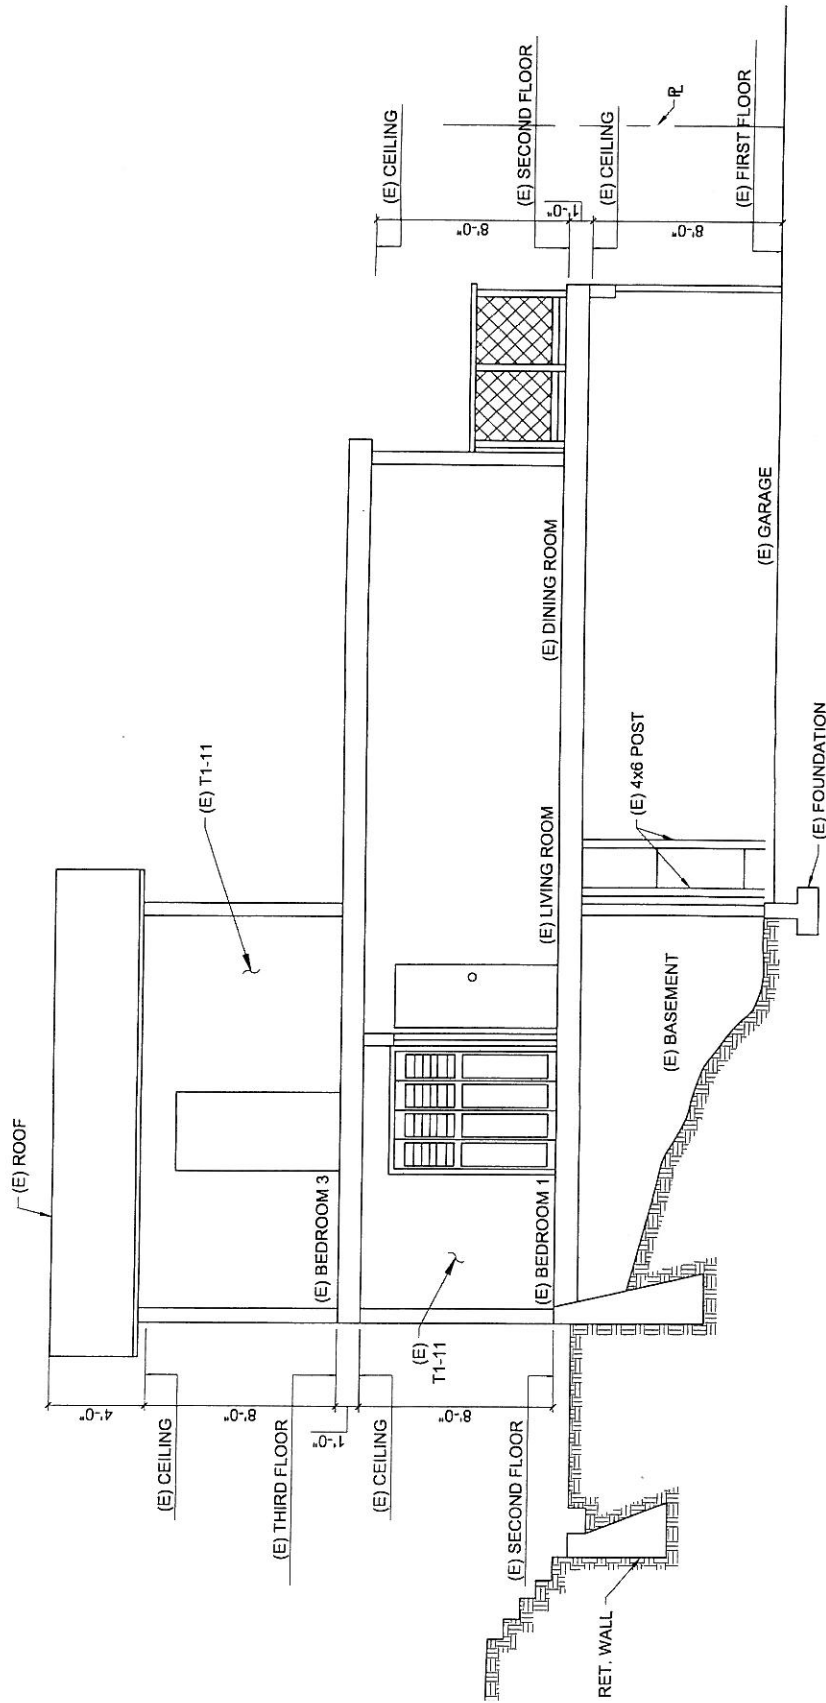 (E) ROOF
4'-0"
(E) CEILING
8'-0"
(E) THIRD FLOOR
1'-0"
(E) CEILING
8'-0"
(E) SECOND FLOOR
RET. WALL
(E) T1-11
(E) BEDROOM 3
(E)
T1-11
(E) BEDROOM 1
(E) LIVING ROOM
(E) DINING ROOM
(E) BASEMENT
(E) 4x6 POST
(E) GARAGE
(E) FOUNDATION
(E) CEILING
8'-0"
(E) SECOND FLOOR
1'-0"
(E) CEILING
8'-0"
(E) FIRST FLOOR
PL